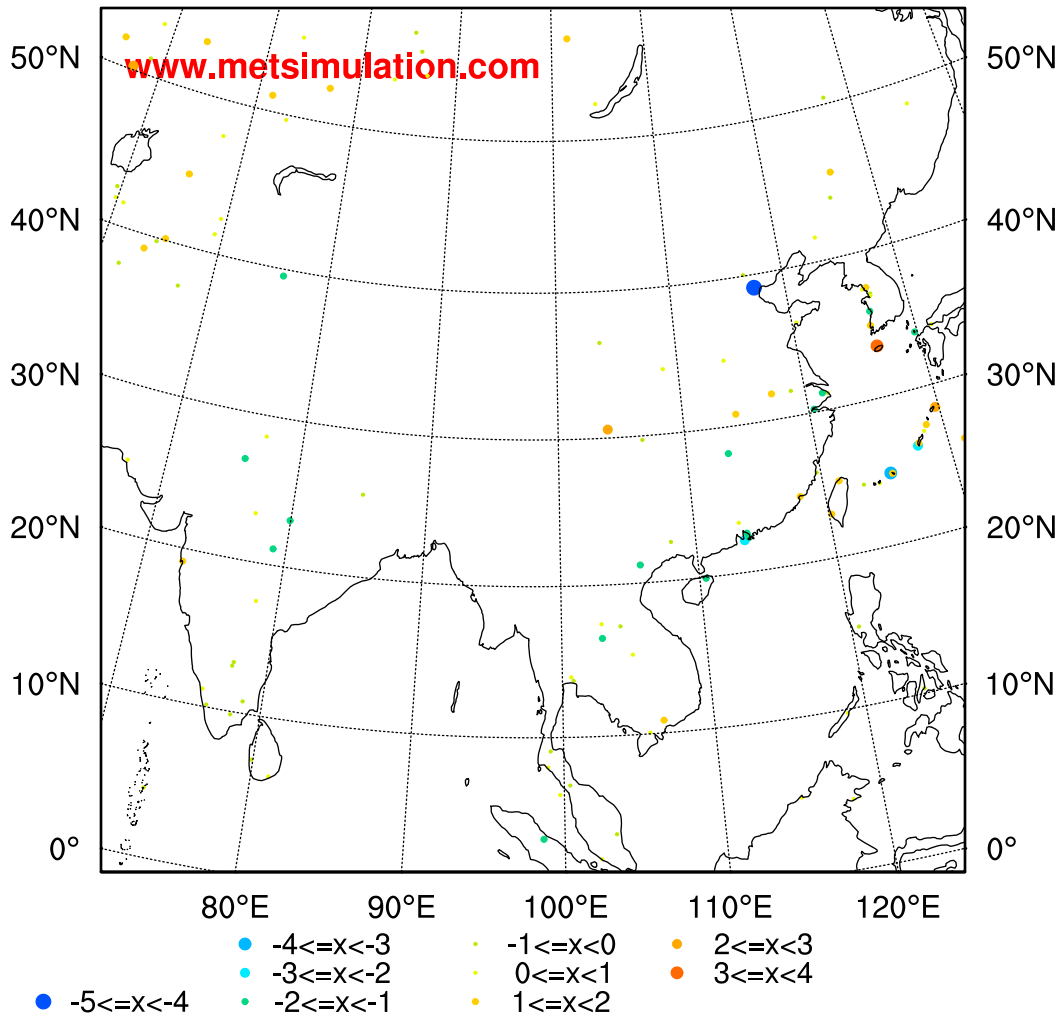 www.metsimulation.com
50°N 50°N
40°N 40°N
30°N 30°N
20°N 20°N
10°N 10°N
0° 0°
80°E 90°E 100°E 110°E 120°E
-4<=x<-3 -1<=x<0 2<=x<3
-3<=x<-2 0<=x<1 3<=x<4
-5<=x<-4 -2<=x<-1 1<=x<2